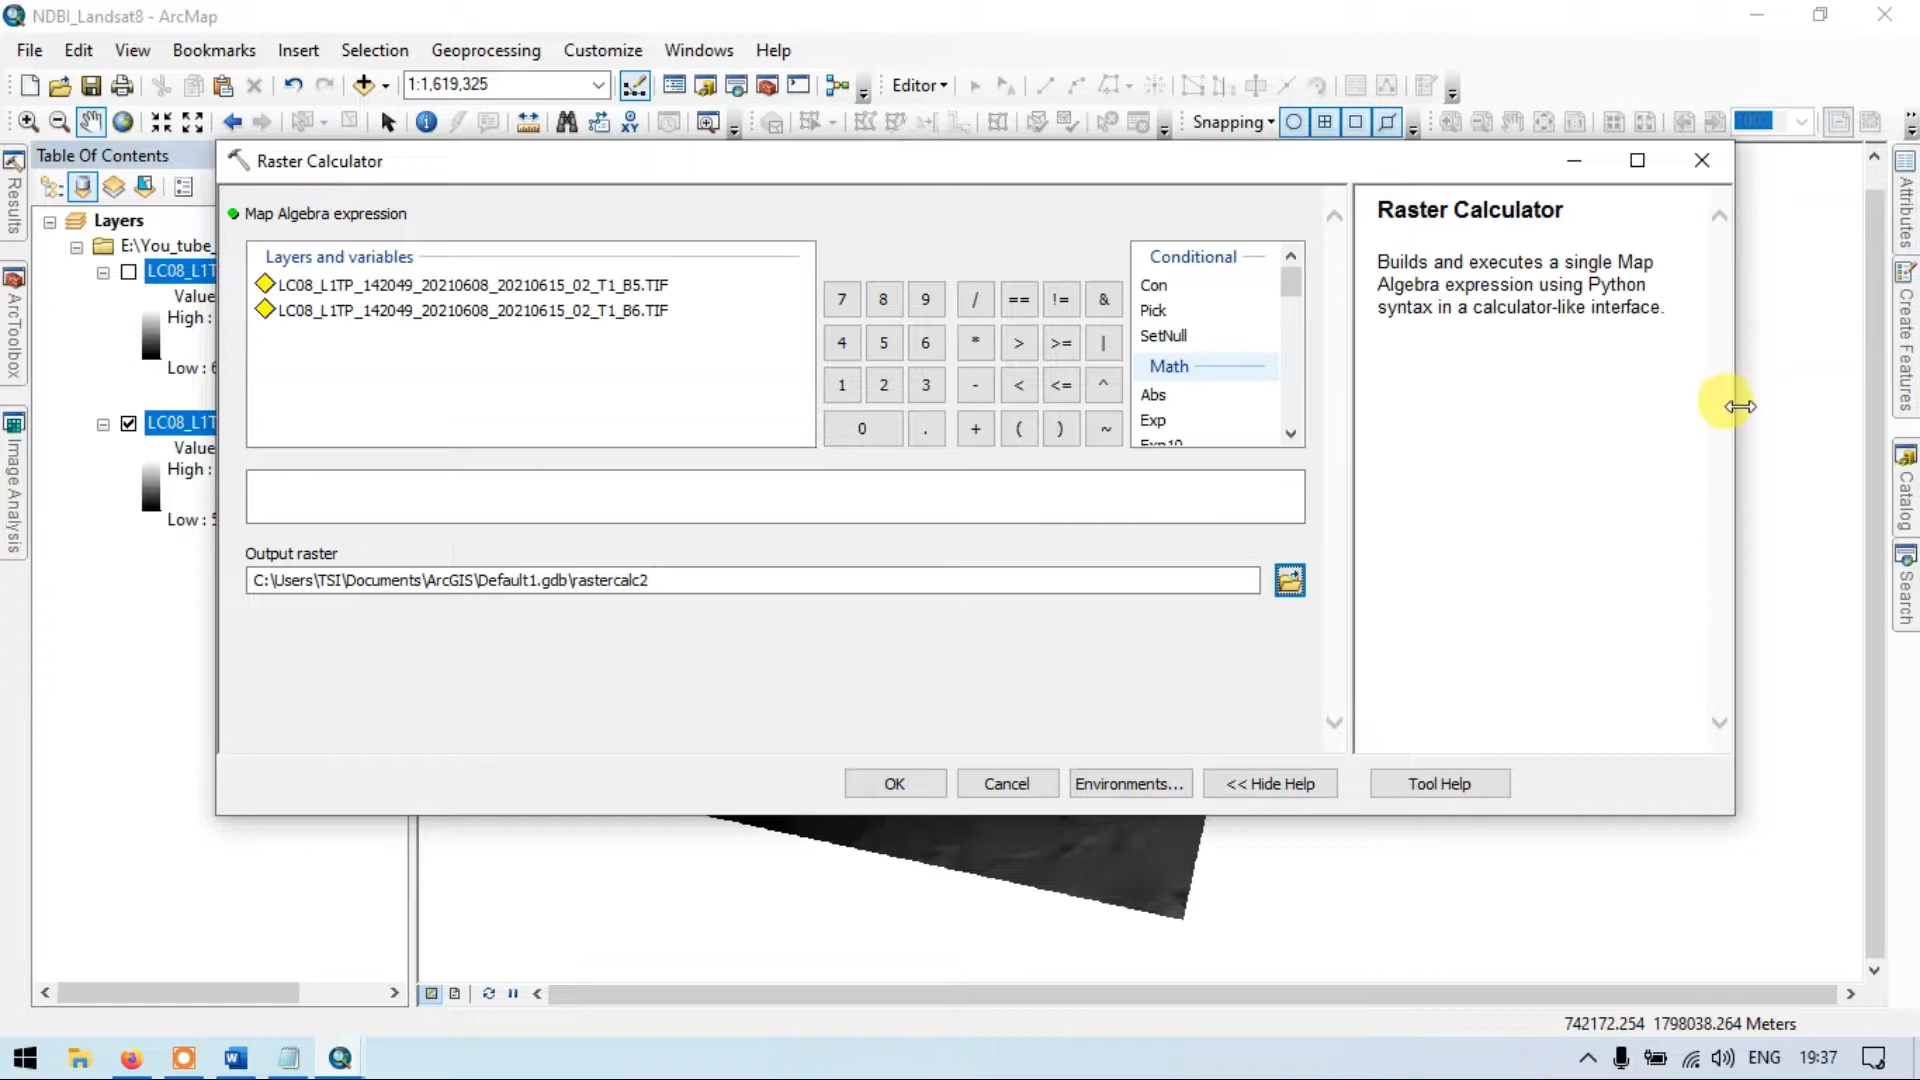 NDBI_Landsat8 - ArcMap
File Edit View Bookmarks Insert Selection Geoprocessing Customize Windows Help
1:1,619,325
Editor
Snapping
Table Of Contents
Results
ArcToolbox
Image Analysis
Layers
E:\You_tube_
LC08_L1T
Value
High :
Low : 6
LC08_L1T
Value
High :
Low : 5
Raster Calculator
Map Algebra expression
Layers and variables
LC08_L1TP_142049_20210608_20210615_02_T1_B5.TIF
LC08_L1TP_142049_20210608_20210615_02_T1_B6.TIF
7 8 9 / == != &
4 5 6 * > >= |
1 2 3 - < <= ^
0 . + ( ) ~
Conditional
Con
Pick
SetNull
Math
Abs
Exp
Exp10
Output raster
C:\Users\TSI\Documents\ArcGIS\Default1.gdb\rastercalc2
OK Cancel Environments... << Hide Help Tool Help
Raster Calculator
Builds and executes a single Map
Algebra expression using Python
syntax in a calculator-like interface.
Attributes
Create Features
Catalog
Search
742172.254 1798038.264 Meters
ENG 19:37